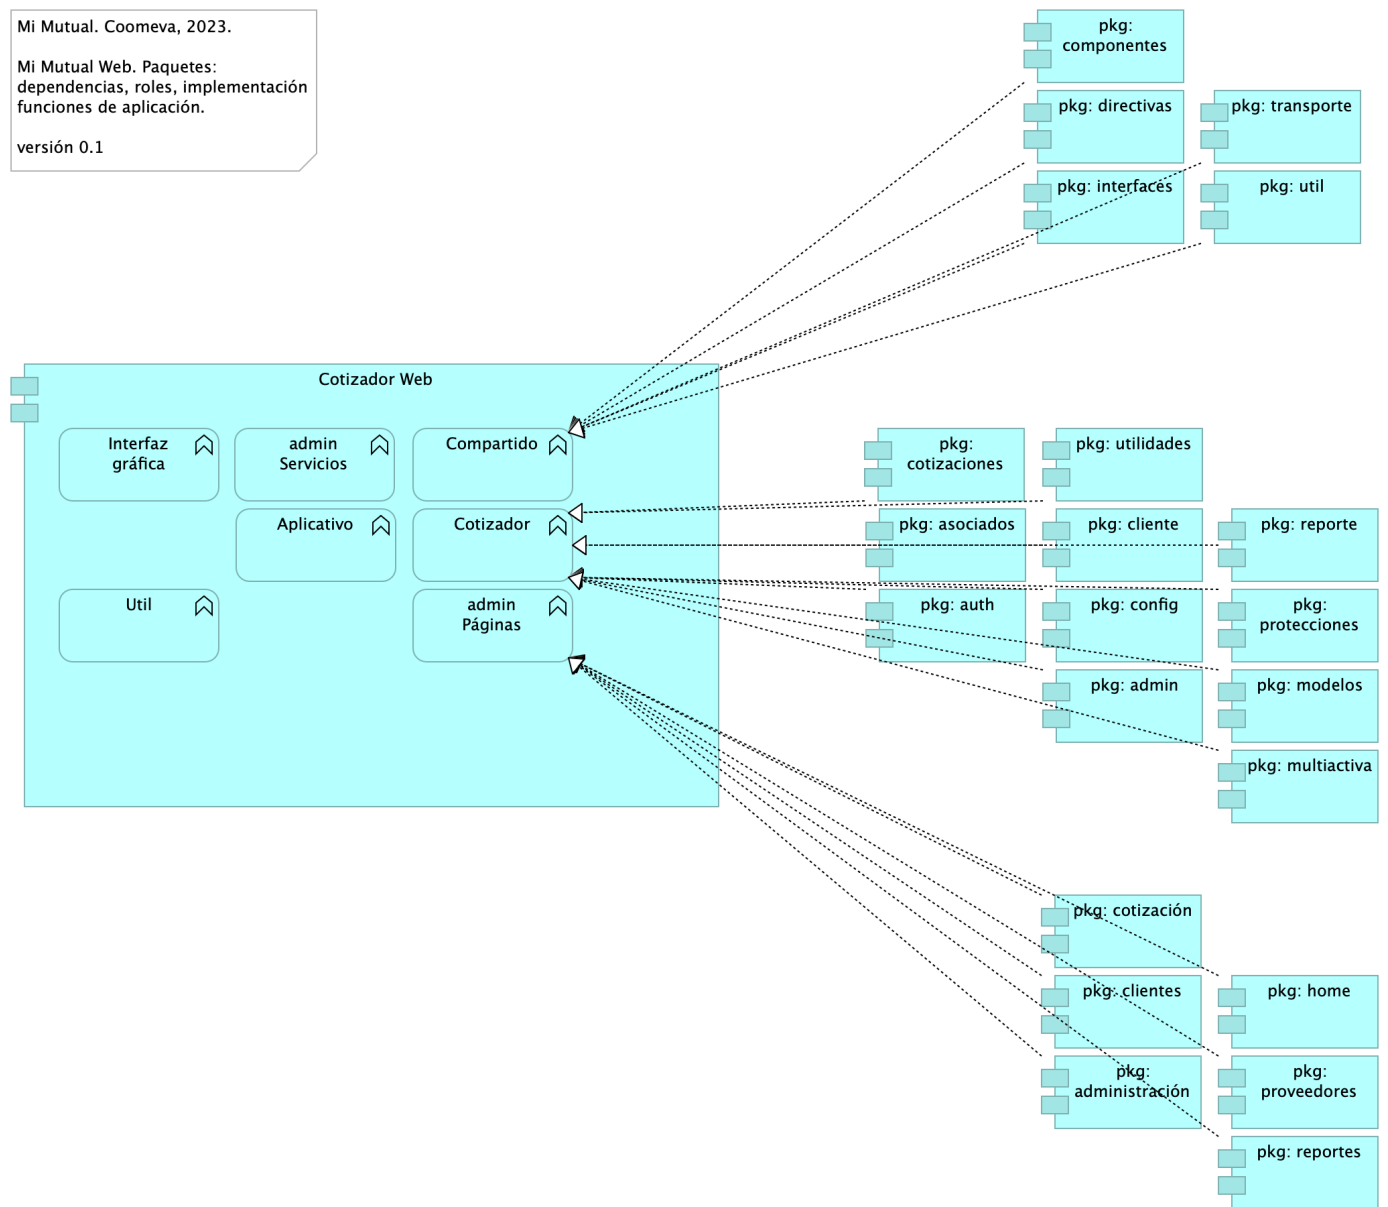 Mi Mutual. Coomeva, 2023.
Mi Mutual Web. Paquetes:
dependencias, roles, implementación
funciones de aplicación.
versión 0.1
pkg:
componentes
pkg: directivas
pkg: transporte
pkg: interfaces
pkg: util
Cotizador Web
Interfaz
gráfica
admin
Servicios
Compartido
Aplicativo
Cotizador
Util
admin
Páginas
pkg:
cotizaciones
pkg: utilidades
pkg: asociados
pkg: cliente
pkg: reporte
pkg: auth
pkg: config
pkg:
protecciones
pkg: admin
pkg: modelos
pkg: multiactiva
pkg: cotización
pkg: clientes
pkg: home
pkg:
administración
pkg:
proveedores
pkg: reportes